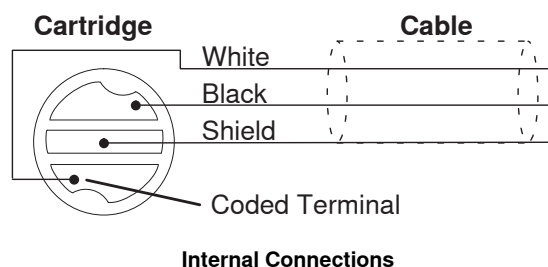 Cartridge
Cable
White
Black
Shield
Coded Terminal
Internal Connections